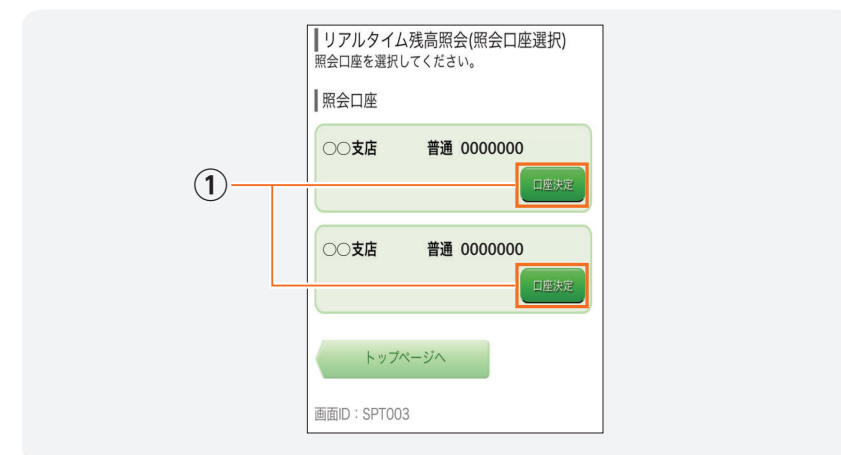 リアルタイム残高照会(照会口座選択)
照会口座を選択してください。
照会口座
○○支店 普通 0000000
①
口座決定
○○支店 普通 0000000
口座決定
トップページへ
画面ID：SPT003